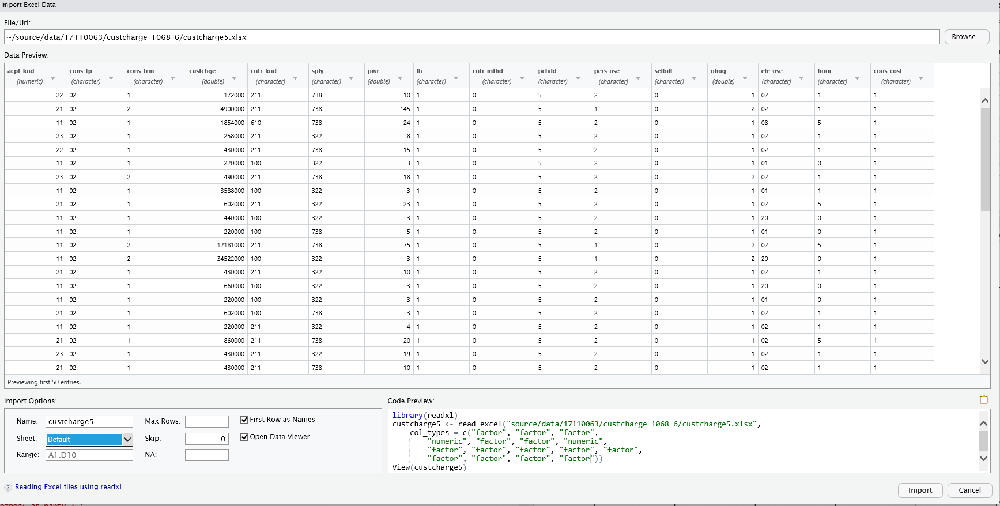 Import Excel Data
File/Url:
~/source/data/17110063/custcharge_1068_6/custcharge5.xlsx
Browse...
Data Preview:
acpt_knd cons_tp cons_frm custchge cntr_knd sply pwr lh cntr_mthd pchild pers_use selbill ohug ele_use hour cons_cost
(numeric) (character) (character) (double) (character) (character) (double) (character) (character) (character) (character) (character) (double) (character) (character) (character)
22 02 1 172000 211 738 10 1 0 5 2 0 1 02 1 1
21 02 2 4900000 211 738 145 1 0 5 1 0 2 02 1 1
11 02 1 1854000 610 738 24 1 0 5 2 0 1 08 5 1
23 02 1 258000 211 322 8 1 0 5 2 0 1 02 1 1
22 02 1 430000 211 738 15 1 0 5 2 0 1 02 1 1
11 02 1 220000 100 322 3 1 0 5 2 0 1 01 0 1
23 02 2 490000 211 738 18 1 0 5 2 0 2 02 1 1
11 02 1 3588000 100 322 3 1 0 5 2 0 1 01 1 1
21 02 1 602000 211 322 23 1 0 5 2 0 1 02 5 1
11 02 1 440000 100 322 3 1 0 5 2 0 1 20 0 1
11 02 1 220000 100 738 5 1 0 5 2 0 1 01 0 1
11 02 2 12181000 211 738 75 1 0 5 1 0 2 02 5 1
11 02 2 34522000 100 322 3 1 0 5 1 0 2 20 0 1
21 02 1 430000 211 322 10 1 0 5 2 0 1 02 1 1
11 02 1 660000 100 322 3 1 0 5 2 0 1 20 0 1
11 02 1 220000 100 322 3 1 0 5 2 0 1 01 0 1
21 02 1 602000 100 738 3 1 0 5 2 0 1 02 1 1
11 02 1 220000 211 322 4 1 0 5 2 0 1 02 1 1
21 02 1 860000 211 738 20 1 0 5 2 0 1 02 5 1
23 02 1 430000 211 322 19 1 0 5 2 0 1 02 1 1
21 02 1 430000 211 738 10 1 0 5 2 0 1 02 1 1
Previewing first 50 entries.
Import Options:
Name: custcharge5
Max Rows:
First Row as Names
Sheet: Default
Skip: 0
Open Data Viewer
Range: A1:D10
NA:
Code Preview:
library(readxl)
custcharge5 <- read_excel("source/data/17110063/custcharge_1068_6/custcharge5.xlsx",
col_types = c("factor", "factor", "factor",
"numeric", "factor", "factor", "numeric",
"factor", "factor", "factor", "factor", "factor",
"factor", "factor", "factor", "factor"))
View(custcharge5)
? Reading Excel files using readxl
Import
Cancel